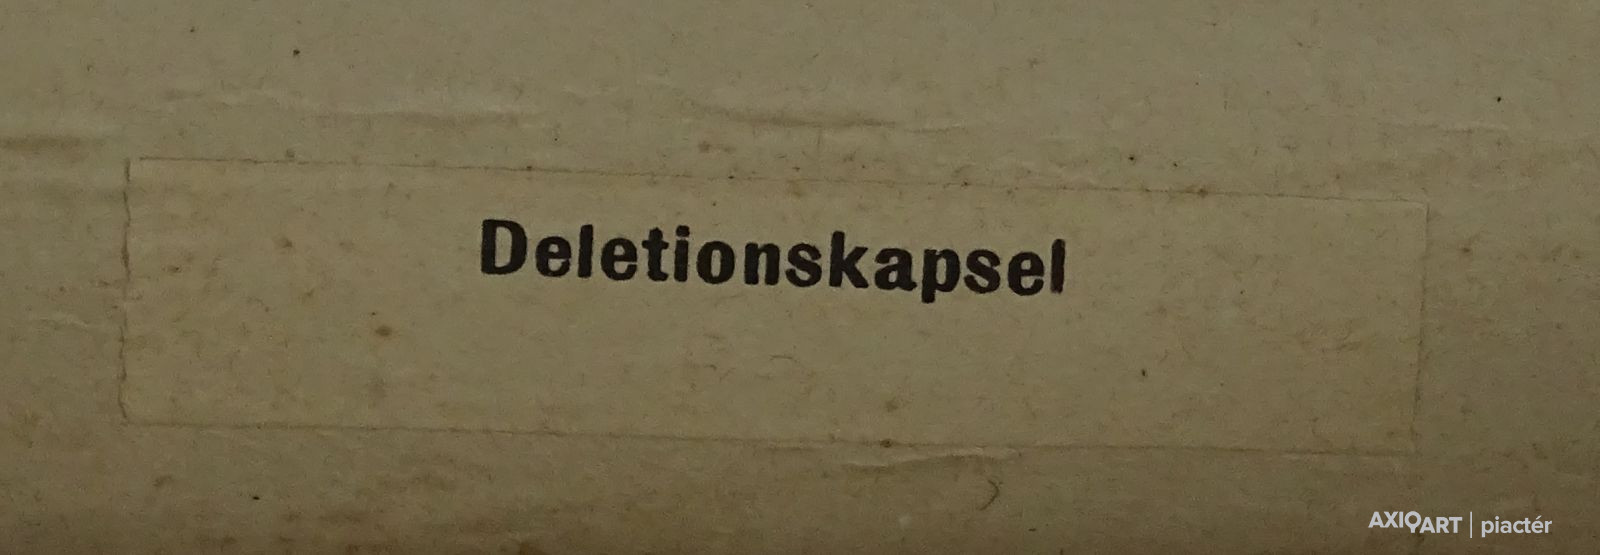 Deletionskapsel
AXIOART | piactér